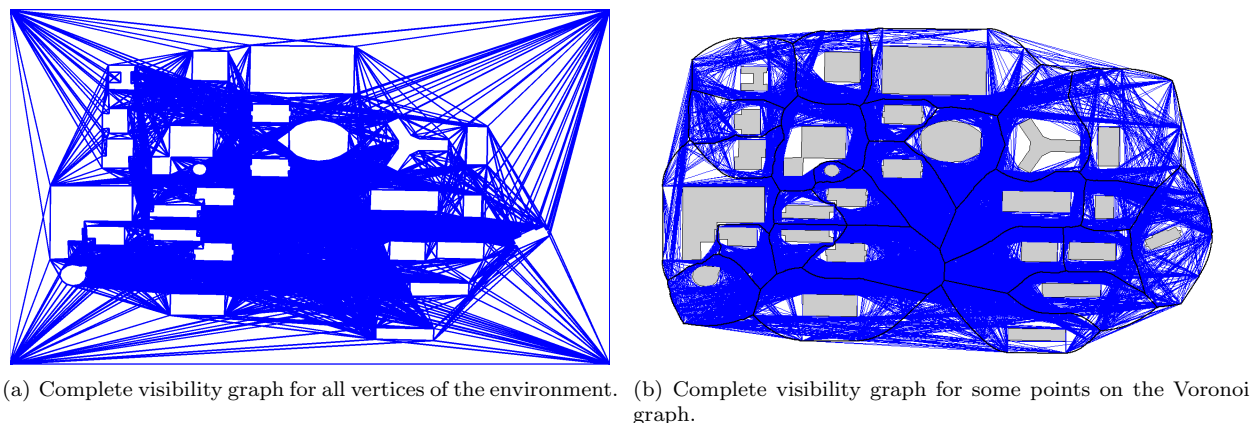 (a) Complete visibility graph for all vertices of the environment.
(b) Complete visibility graph for some points on the Voronoi
graph.